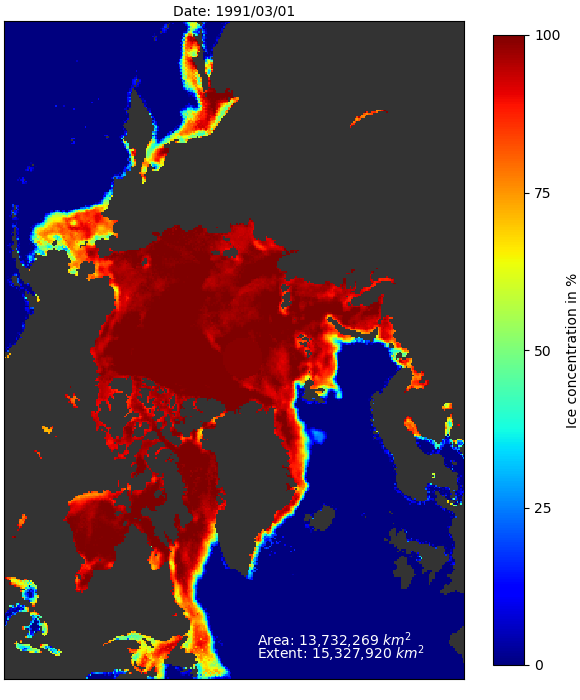 Date: 1991/03/01
100
75
50
25
0
Ice concentration in %
Area: 13,732,269 km²
Extent: 15,327,920 km²